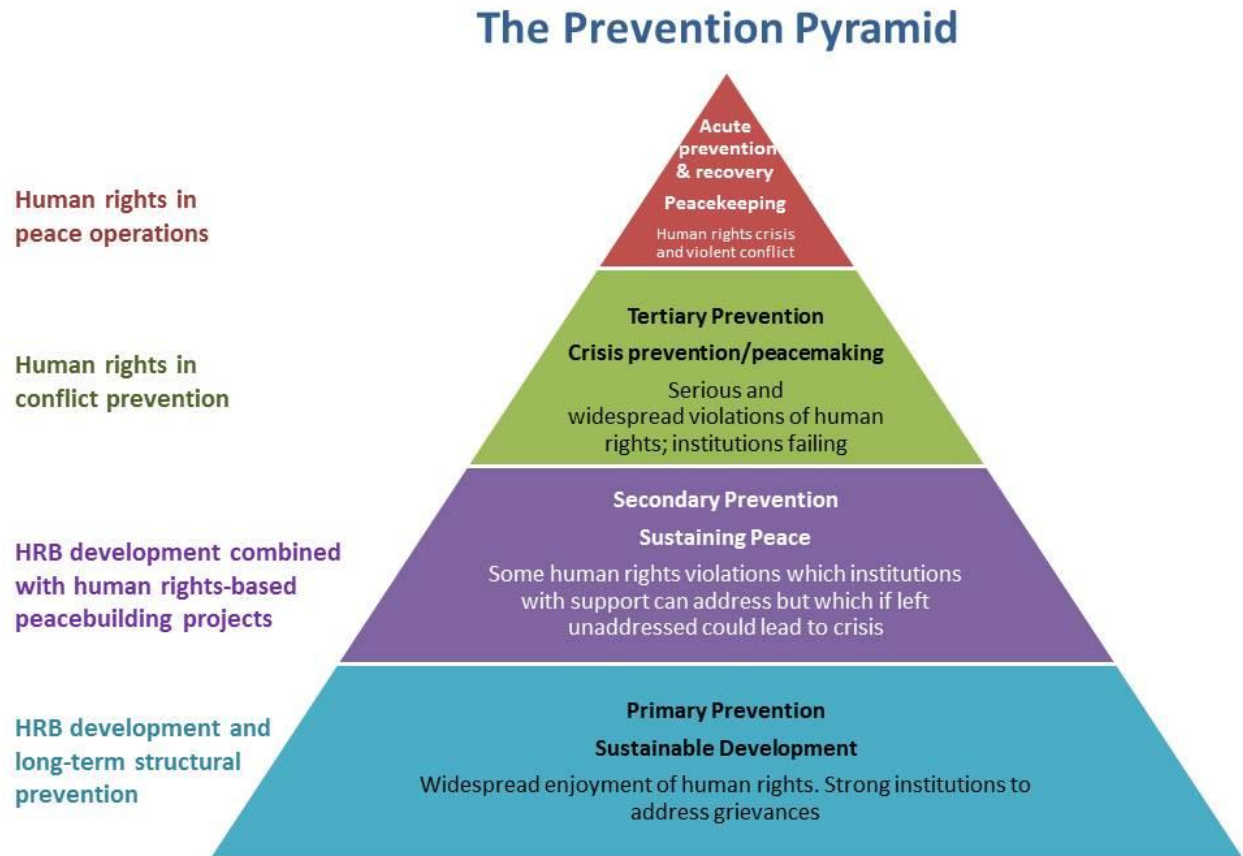 The Prevention Pyramid
Acute
prevention
& recovery
Peacekeeping
Human rights crisis
and violent conflict
Human rights in
peace operations
Tertiary Prevention
Crisis prevention/peacemaking
Serious and
widespread violations of human
rights; institutions failing
Human rights in
conflict prevention
Secondary Prevention
Sustaining Peace
Some human rights violations which institutions
with support can address but which if left
unaddressed could lead to crisis
HRB development combined
with human rights-based
peacebuilding projects
Primary Prevention
Sustainable Development
Widespread enjoyment of human rights. Strong institutions to
address grievances
HRB development and
long-term structural
prevention